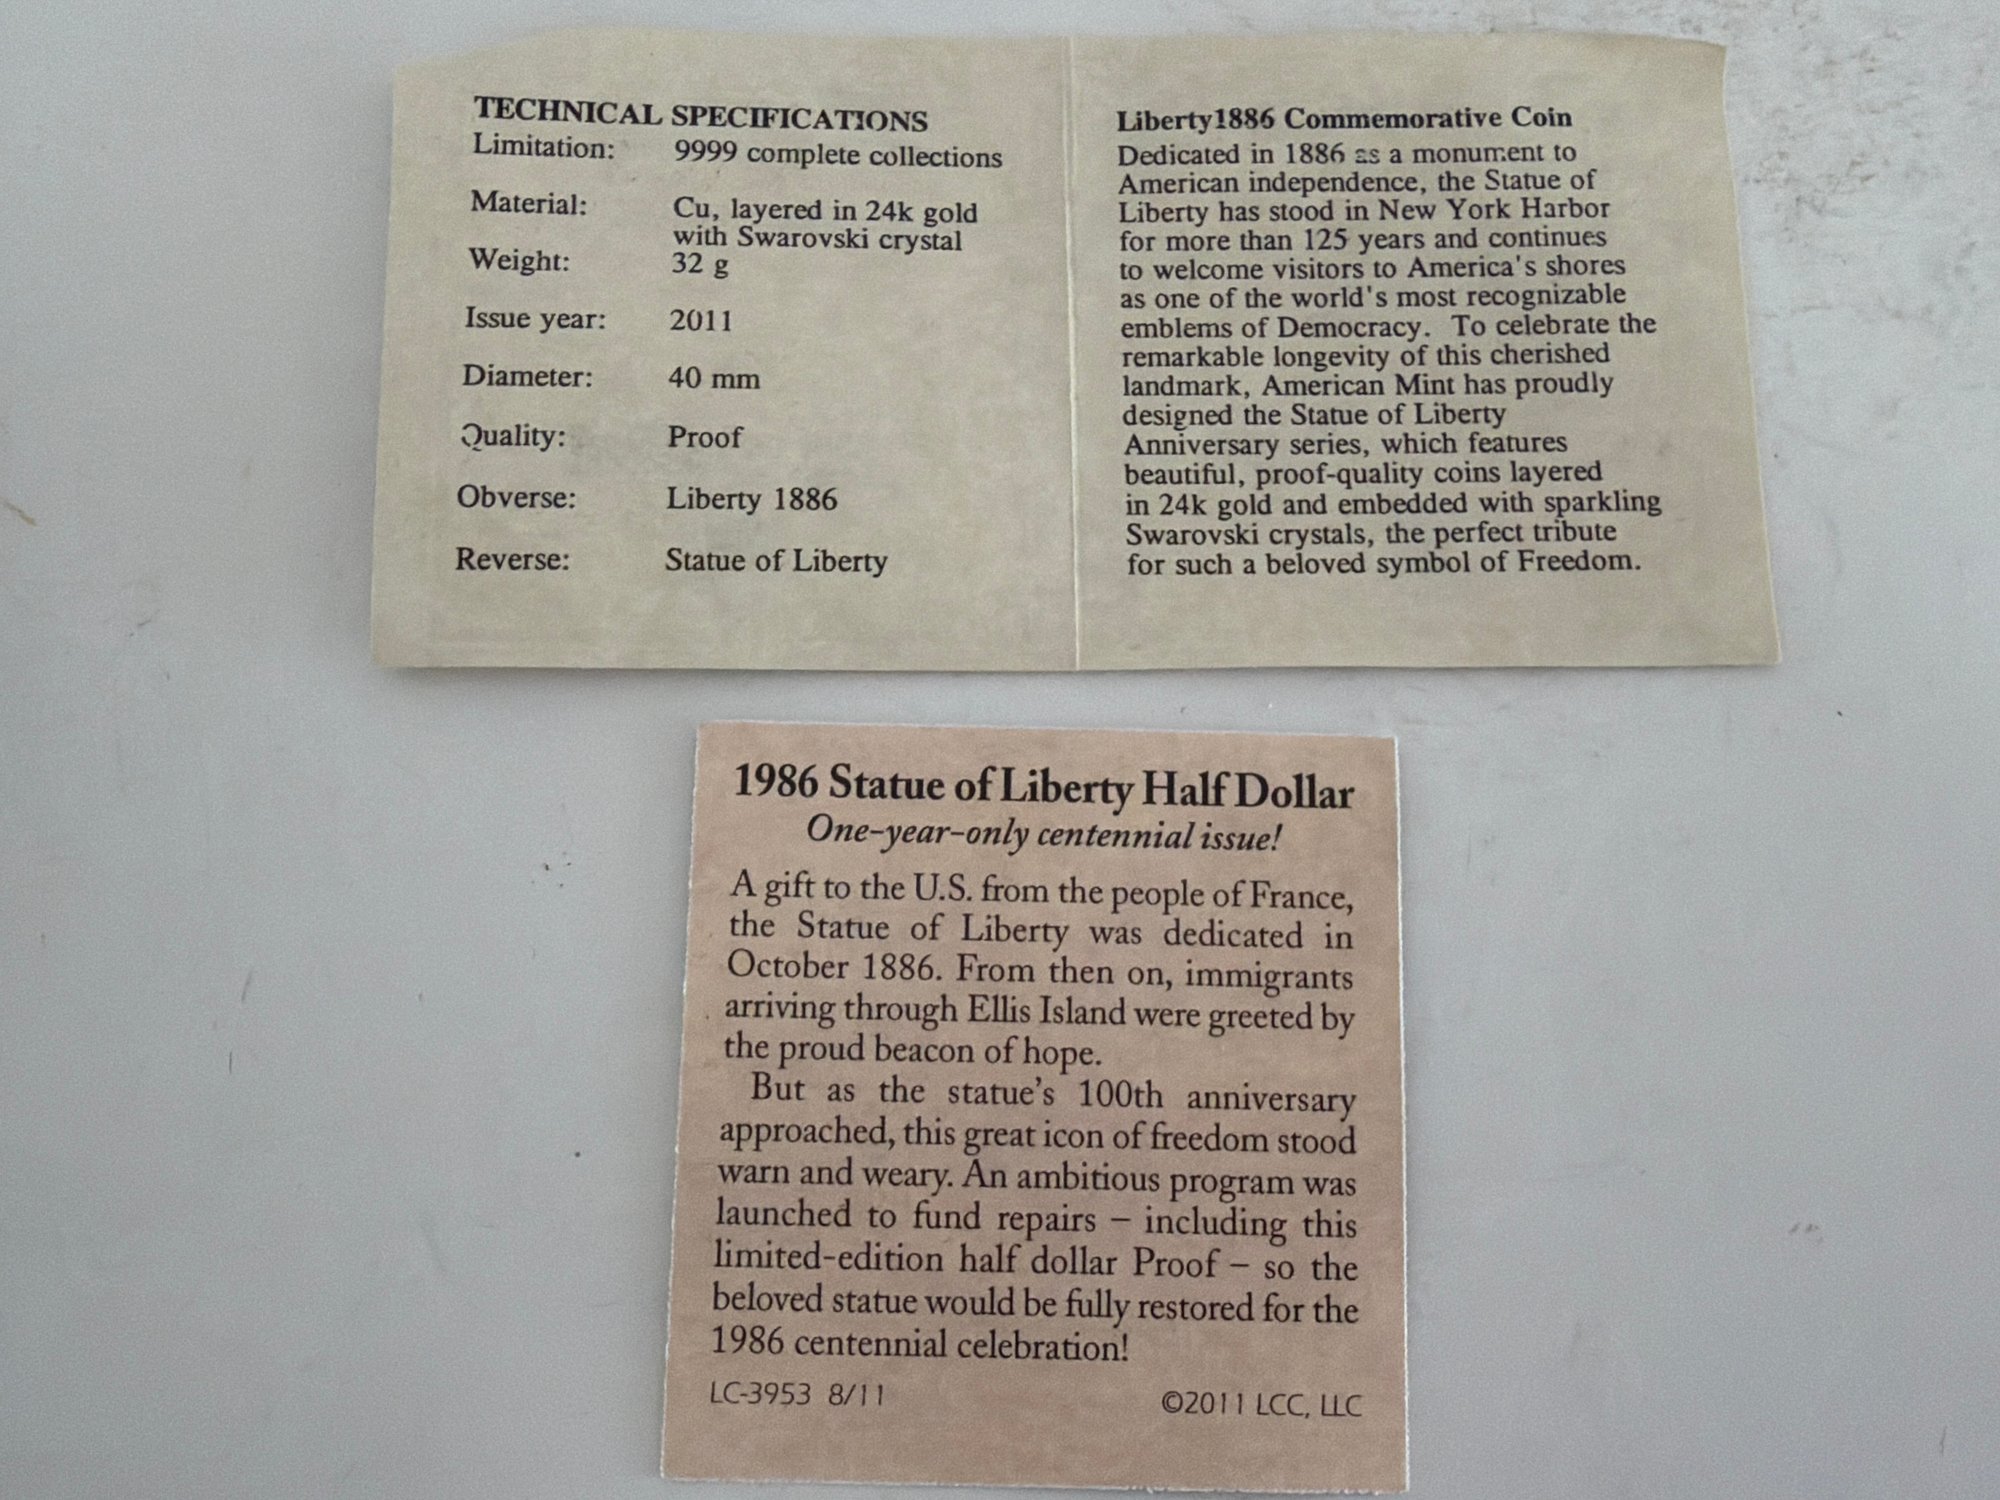 TECHNICAL SPECIFICATIONS
Limitation: 9999 complete collections
Material: Cu, layered in 24k gold
with Swarovski crystal
Weight: 32 g
Issue year: 2011
Diameter: 40 mm
Quality: Proof
Obverse: Liberty 1886
Reverse: Statue of Liberty
Liberty1886 Commemorative Coin
Dedicated in 1886 as a monument to
American independence, the Statue of
Liberty has stood in New York Harbor
for more than 125 years and continues
to welcome visitors to America's shores
as one of the world's most recognizable
emblems of Democracy. To celebrate the
remarkable longevity of this cherished
landmark, American Mint has proudly
designed the Statue of Liberty
Anniversary series, which features
beautiful, proof-quality coins layered
in 24k gold and embedded with sparkling
Swarovski crystals, the perfect tribute
for such a beloved symbol of Freedom.
1986 Statue of Liberty Half Dollar
One-year-only centennial issue!
A gift to the U.S. from the people of France,
the Statue of Liberty was dedicated in
October 1886. From then on, immigrants
arriving through Ellis Island were greeted by
the proud beacon of hope.
But as the statue's 100th anniversary
approached, this great icon of freedom stood
warn and weary. An ambitious program was
launched to fund repairs – including this
limited-edition half dollar Proof – so the
beloved statue would be fully restored for the
1986 centennial celebration!
LC-3953 8/11 ©2011 LCC, LLC